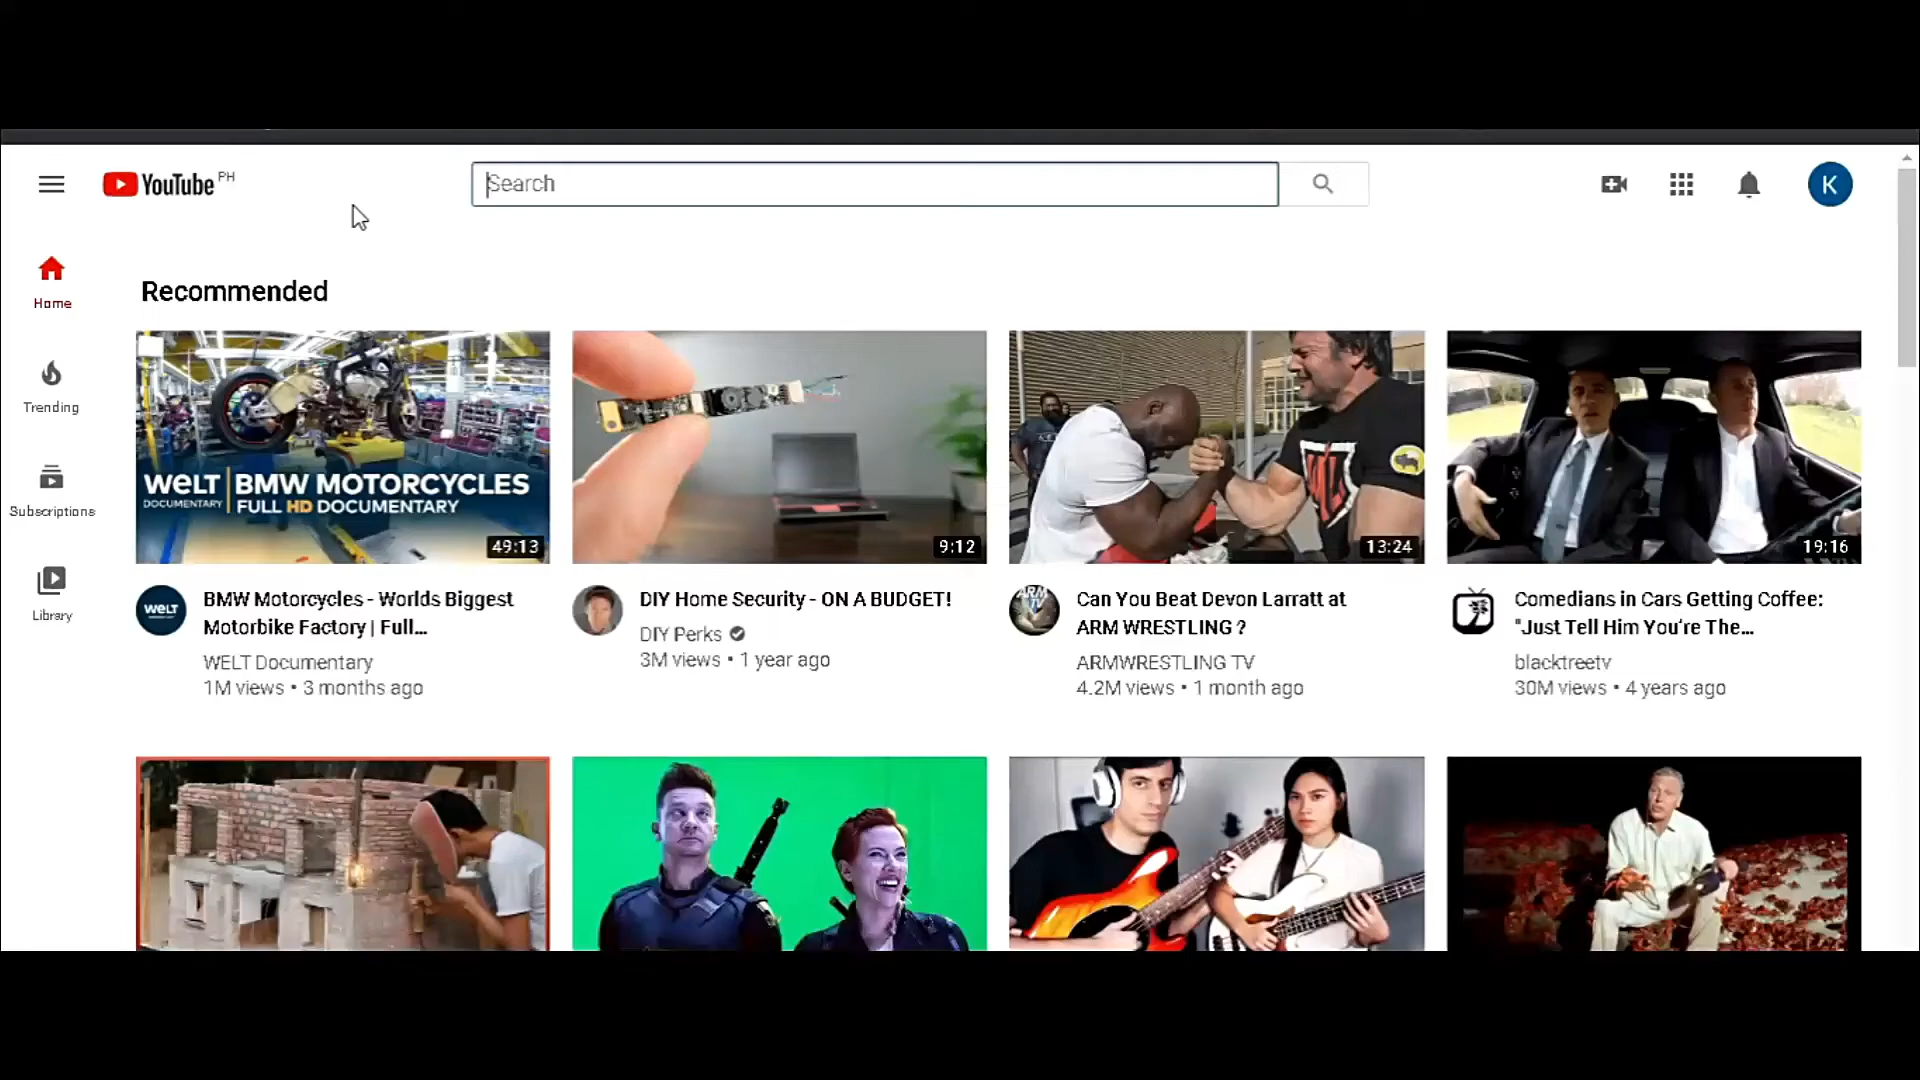 YouTube PH
Search
K
Home
Trending
Subscriptions
Library
Recommended
WELT DOCUMENTARY
BMW MOTORCYCLES
FULL HD DOCUMENTARY
49:13
9:12
13:24
19:16
WELT
BMW Motorcycles - Worlds Biggest
Motorbike Factory | Full...
WELT Documentary
1M views • 3 months ago
DIY Home Security - ON A BUDGET!
DIY Perks
3M views • 1 year ago
ARM TV
Can You Beat Devon Larratt at
ARM WRESTLING ?
ARMWRESTLING TV
4.2M views • 1 month ago
Comedians in Cars Getting Coffee:
"Just Tell Him You're The...
blacktreetv
30M views • 4 years ago